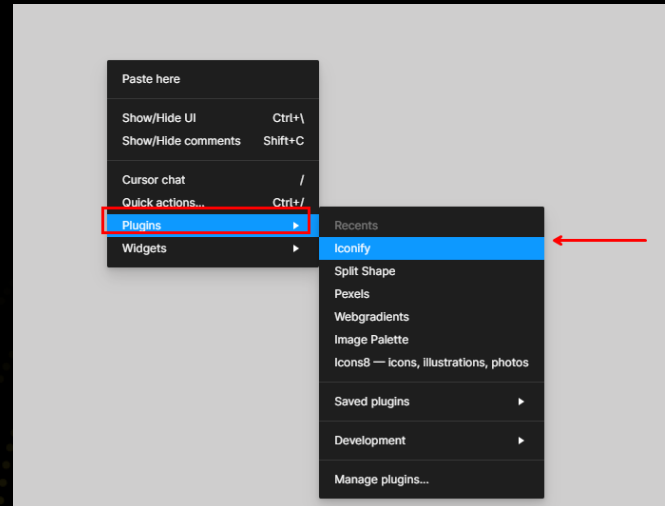 Paste here
Show/Hide UI Ctrl+\
Show/Hide comments Shift+C
Cursor chat /
Quick actions... Ctrl+/
Plugins
Widgets
Recents
Iconify
Split Shape
Pexels
Webgradients
Image Palette
Icons8 — icons, illustrations, photos
Saved plugins
Development
Manage plugins...